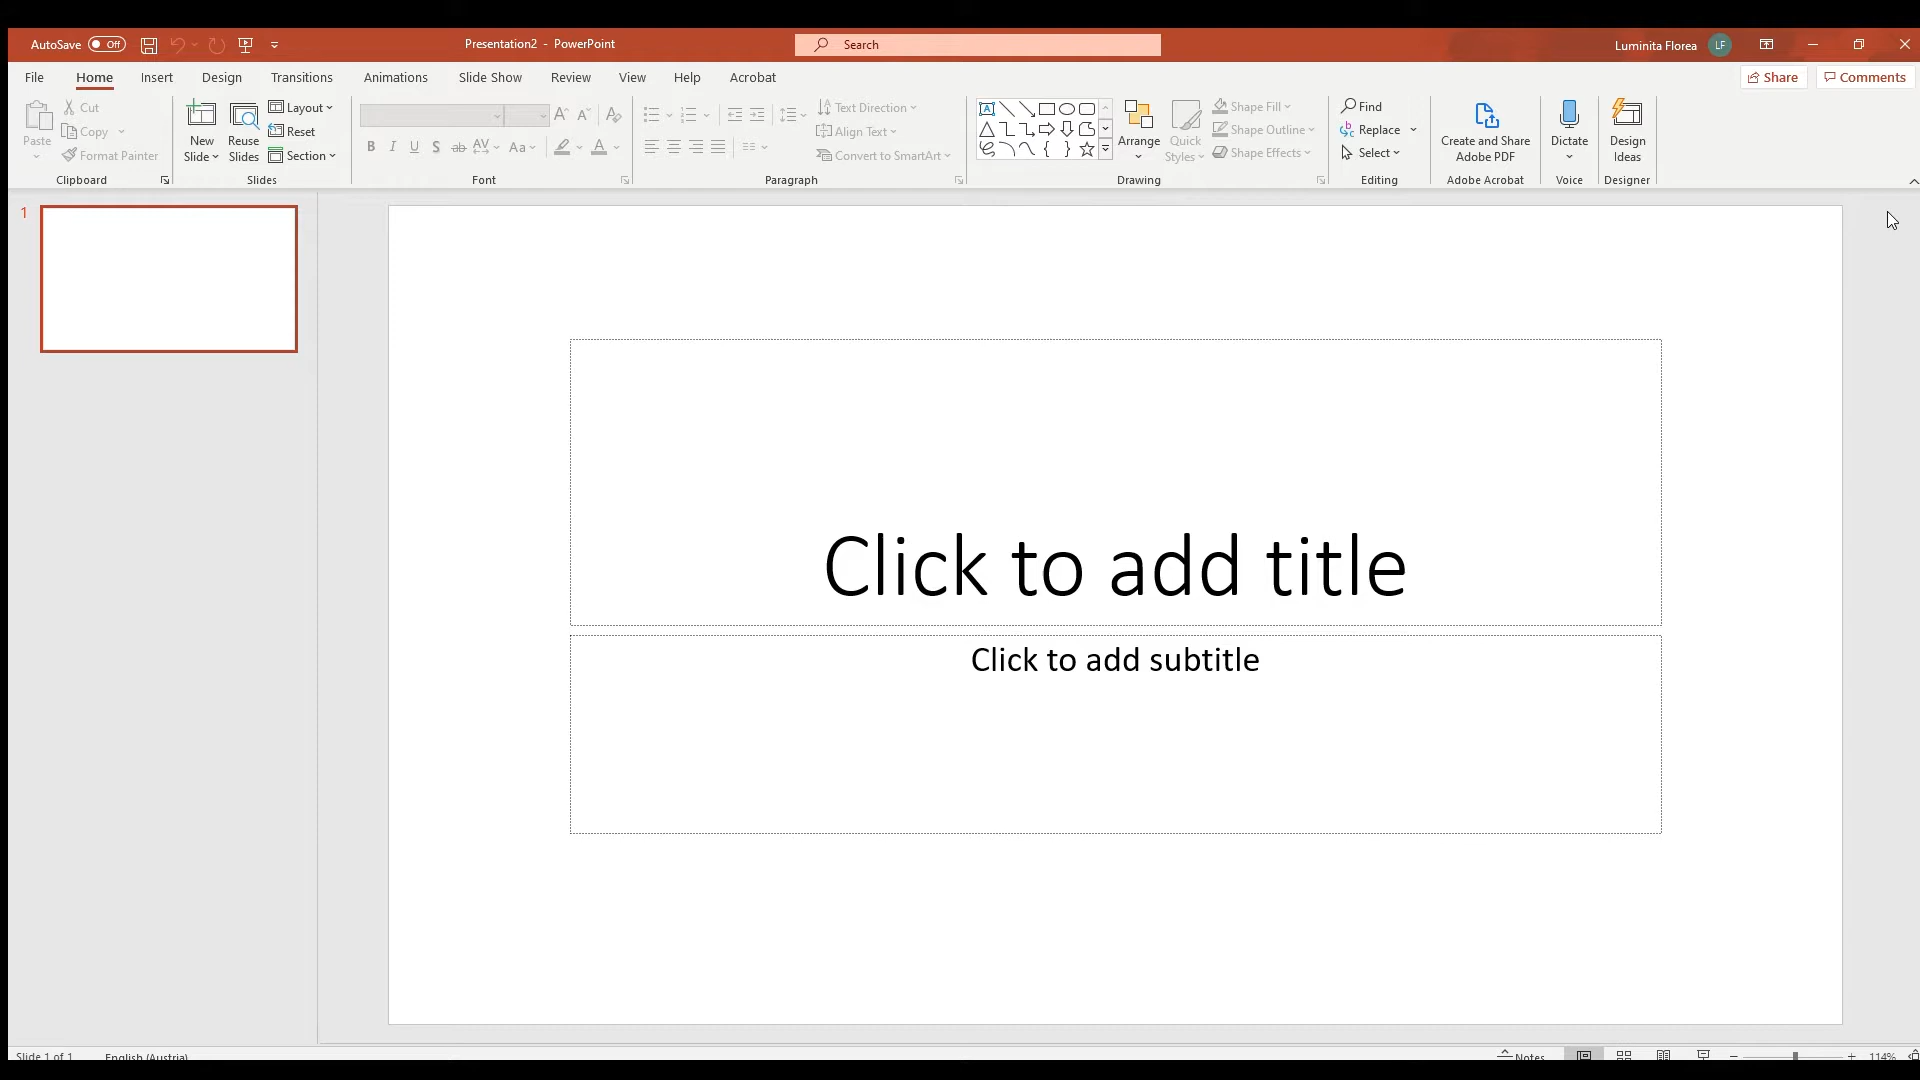 AutoSave Off Presentation2 - PowerPoint Search Luminita Florea LF
File Home Insert Design Transitions Animations Slide Show Review View Help Acrobat Share Comments
Paste
Cut
Copy
Format Painter
Clipboard
New
Slide
Reuse
Slides
Layout
Reset
Section
Slides
B I U S ab AV Aa A
Font
Text Direction
Align Text
Convert to SmartArt
Paragraph
Arrange
Quick
Styles
Shape Fill
Shape Outline
Shape Effects
Drawing
Find
Replace
Select
Editing
Create and Share
Adobe PDF
Adobe Acrobat
Dictate
Voice
Design
Ideas
Designer
1
Click to add title
Click to add subtitle
Slide 1 of 1 English (Austria) Notes 114%